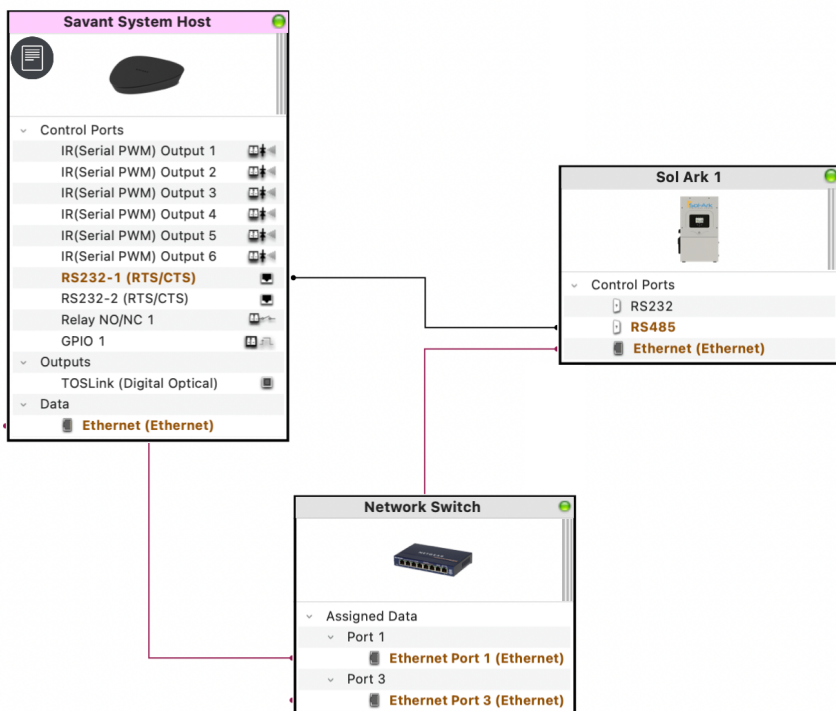 Savant System Host
Control Ports
IR(Serial PWM) Output 1
IR(Serial PWM) Output 2
IR(Serial PWM) Output 3
IR(Serial PWM) Output 4
IR(Serial PWM) Output 5
IR(Serial PWM) Output 6
RS232-1 (RTS/CTS)
RS232-2 (RTS/CTS)
Relay NO/NC 1
GPIO 1
Outputs
TOSLink (Digital Optical)
Data
Ethernet (Ethernet)
Sol Ark 1
Sol-Ark
Control Ports
RS232
RS485
Ethernet (Ethernet)
Network Switch
NETGEAR
Assigned Data
Port 1
Ethernet Port 1 (Ethernet)
Port 3
Ethernet Port 3 (Ethernet)